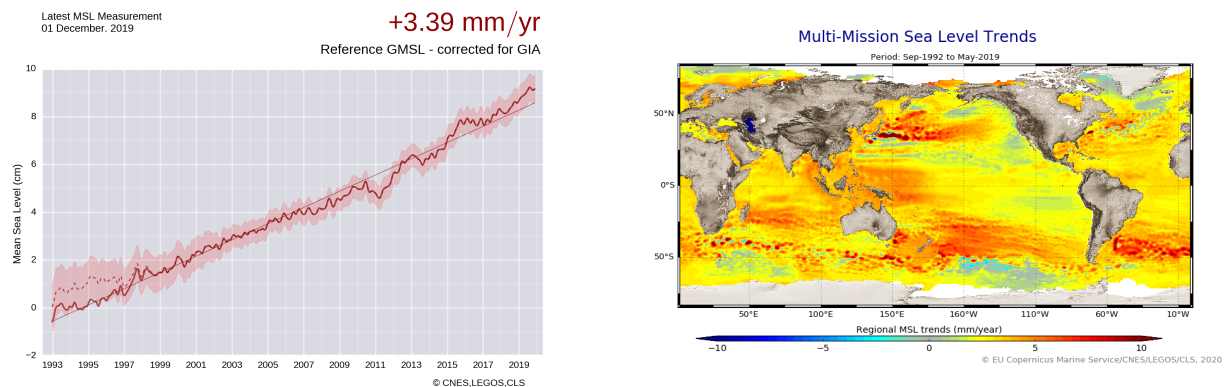 Latest MSL Measurement
01 December. 2019
+3.39 mm/yr
Reference GMSL - corrected for GIA
Mean Sea Level (cm)
10
8
6
4
2
0
−2
1993 1995 1997 1999 2001 2003 2005 2007 2009 2011 2013 2015 2017 2019
© CNES,LEGOS,CLS
Multi-Mission Sea Level Trends
Period: Sep-1992 to May-2019
50°N
0°S
50°S
50°E 100°E 150°E 160°W 110°W 60°W 10°W
Regional MSL trends (mm/year)
−10 −5 0 5 10
© EU Copernicus Marine Service/CNES/LEGOS/CLS, 2020